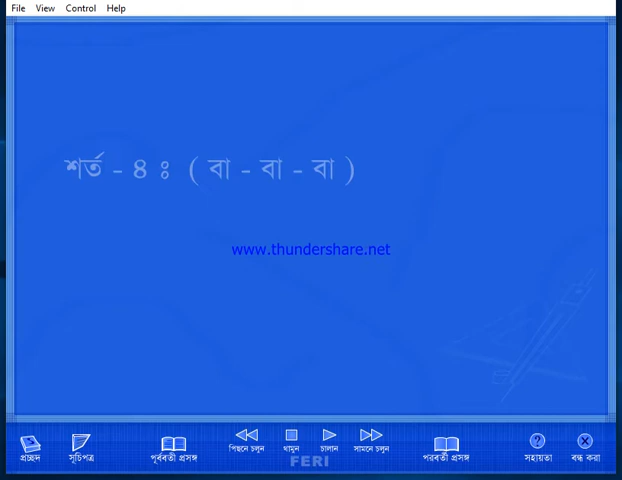 File View Control Help
শর্ত - ৪ ঃ ( বা - বা - বা )
www.thundershare.net
প্রচ্ছদ সূচিপত্র পূর্ববর্তী প্রসঙ্গ পিছনে চলুন থামুন চালান সামনে চলুন পরবর্তী প্রসঙ্গ সহায়তা বন্ধ করা
FERI